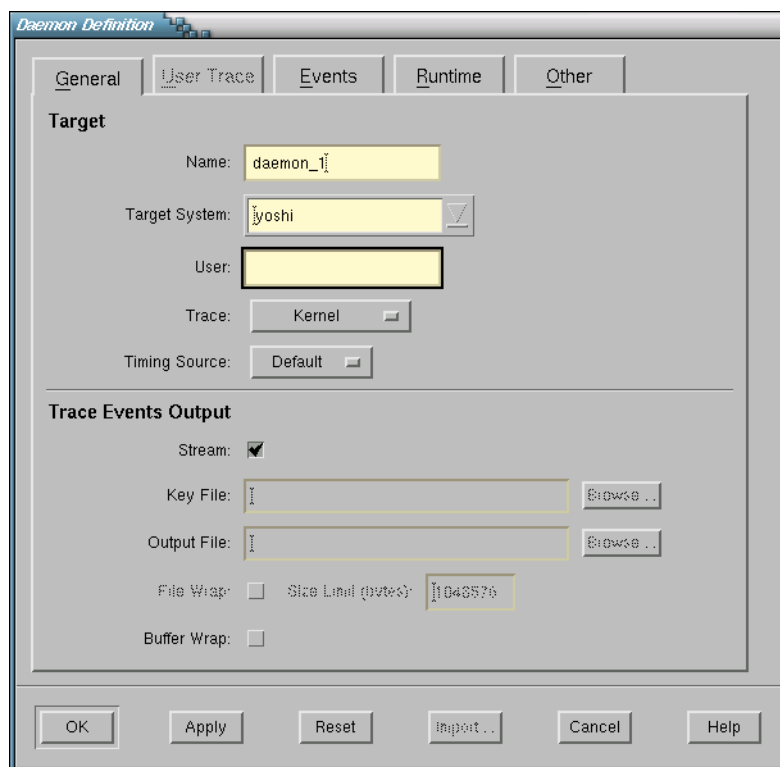 Daemon Definition
General User Trace Events Runtime Other
Target
Name: daemon_1
Target System: yoshi
User:
Trace: Kernel
Timing Source: Default
Trace Events Output
Stream:
Key File: Browse...
Output File: Browse...
File Wrap: Size Limit (bytes): 1048576
Buffer Wrap:
OK Apply Reset Import... Cancel Help